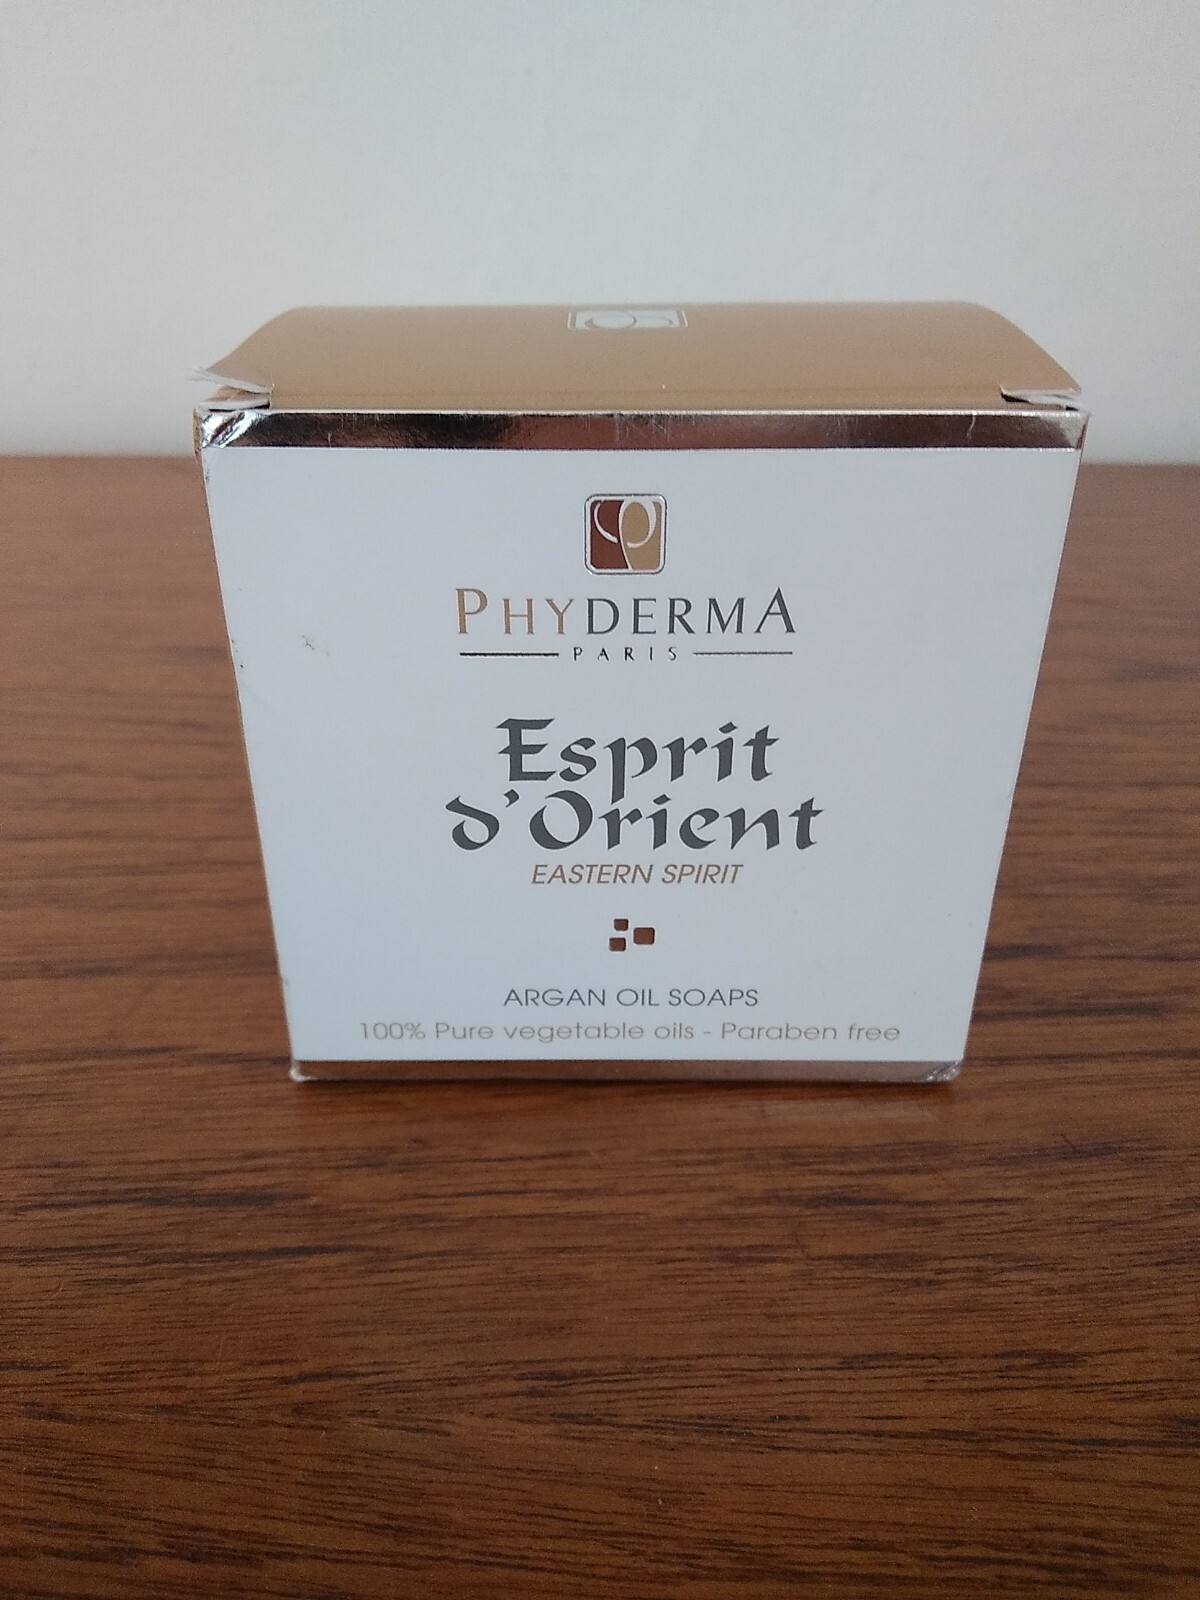 PHYDERMA
PARIS
Esprit
d'Orient
EASTERN SPIRIT
ARGAN OIL SOAPS
100% Pure vegetable oils - Paraben free